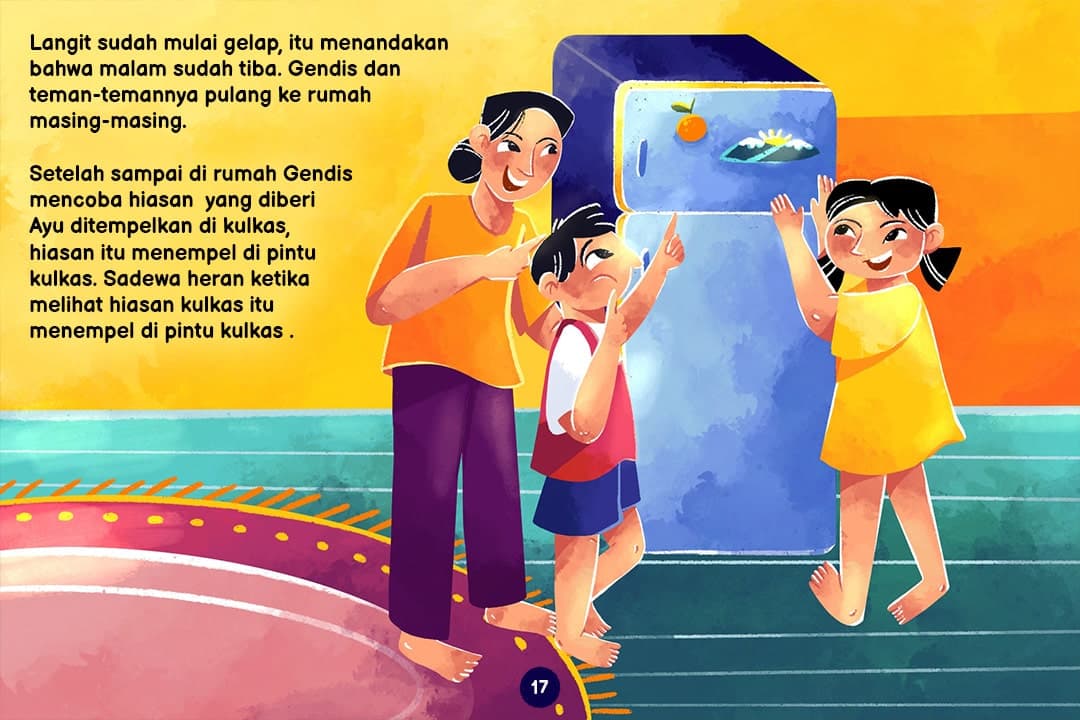 Langit sudah mulai gelap, itu menandakan
bahwa malam sudah tiba. Gendis dan
teman-temannya pulang ke rumah
masing-masing.
Setelah sampai di rumah Gendis
mencoba hiasan  yang diberi
Ayu ditempelkan di kulkas,
hiasan itu menempel di pintu
kulkas. Sadewa heran ketika
melihat hiasan kulkas itu
menempel di pintu kulkas .
17